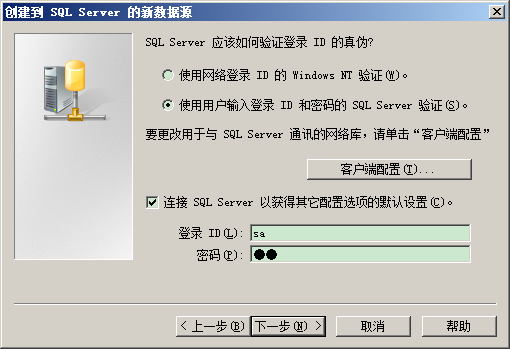 创建到 SQL Server 的新数据源
SQL Server 应该如何验证登录 ID 的真伪?
使用网络登录 ID 的 Windows NT 验证(W)。
使用用户输入登录 ID 和密码的 SQL Server 验证(S)。
要更改用于与 SQL Server 通讯的网络库，请单击“客户端配置”
客户端配置(T)...
连接 SQL Server 以获得其它配置选项的默认设置(C)。
登录 ID(L): sa
密码(P): ●●
< 上一步(B) 下一步(N) > 取消 帮助